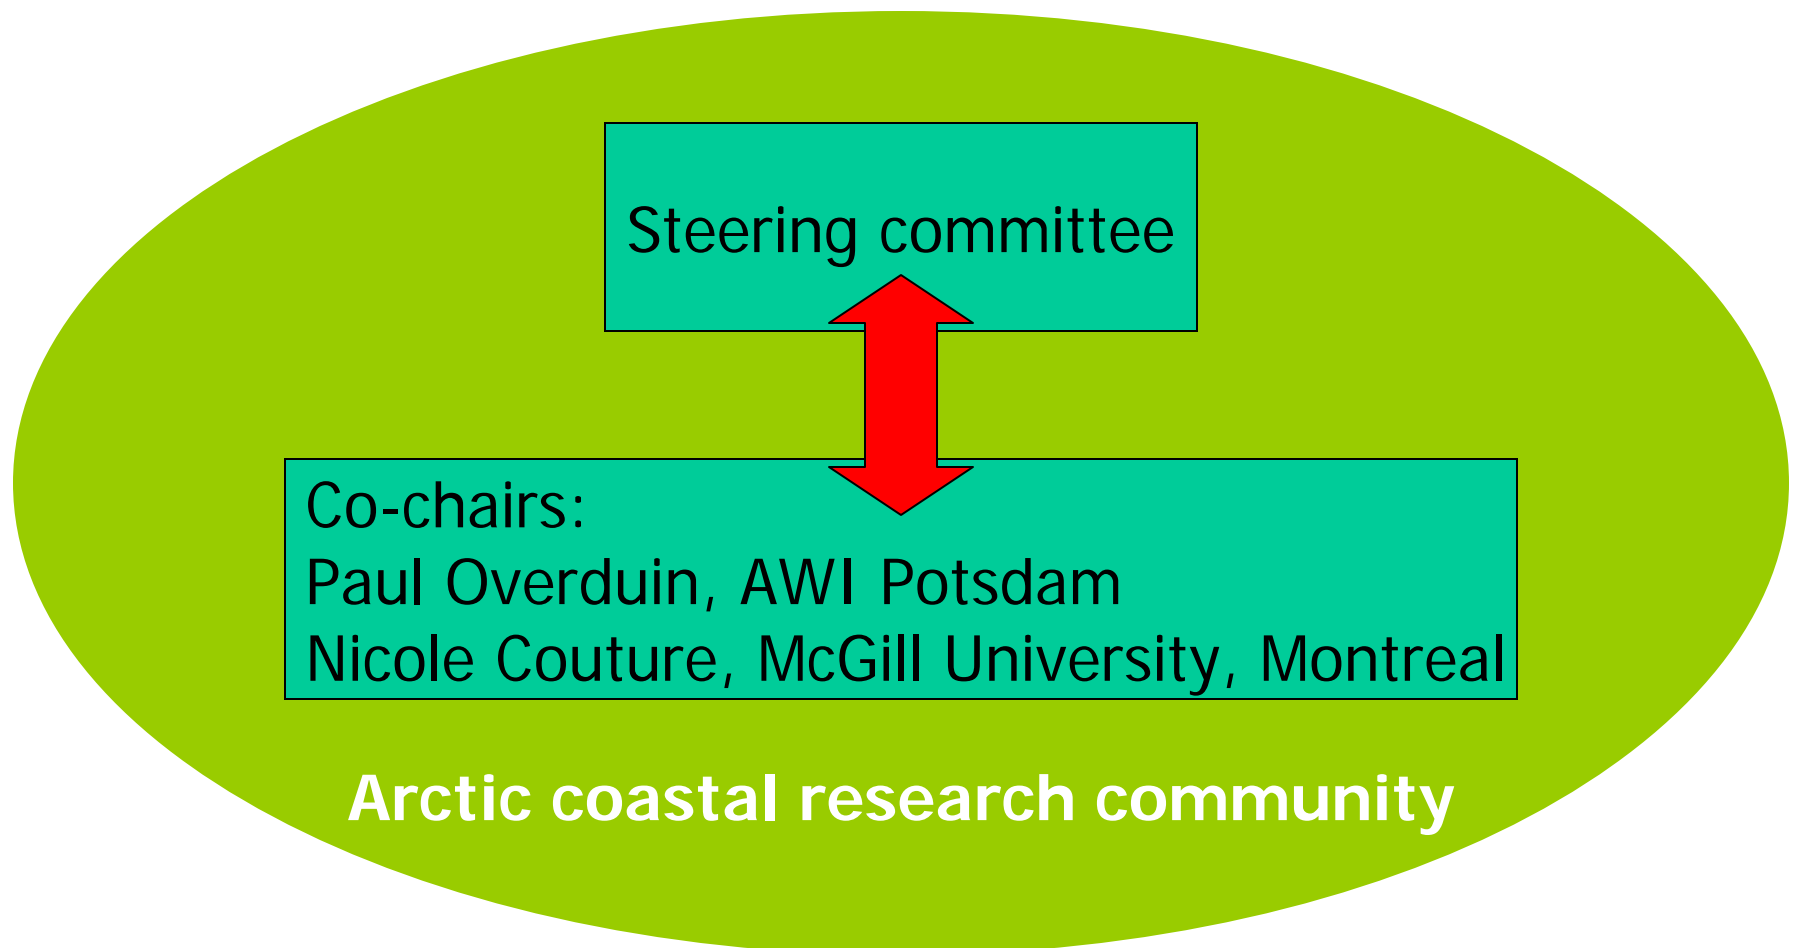 Steering committee
Co-chairs:
Paul Overduin, AWI Potsdam
Nicole Couture, McGill University, Montreal
Arctic coastal research community